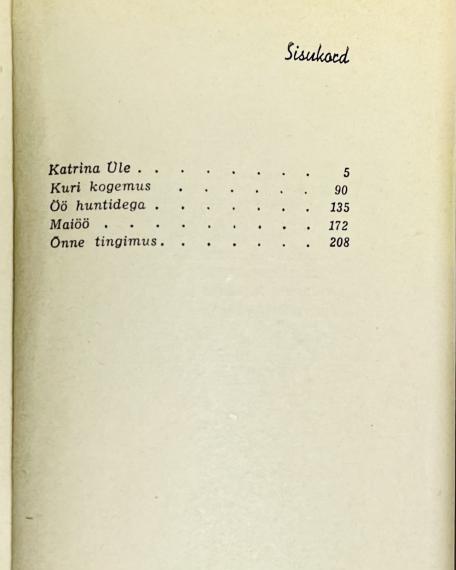 Sisukord
Katrina Üle . . . . . . . . 5
Kuri kogemus . . . . . . 90
Öö huntidega . . . . . . . 135
Maiöö . . . . . . . . . 172
Õnne tingimus . . . . . . . 208